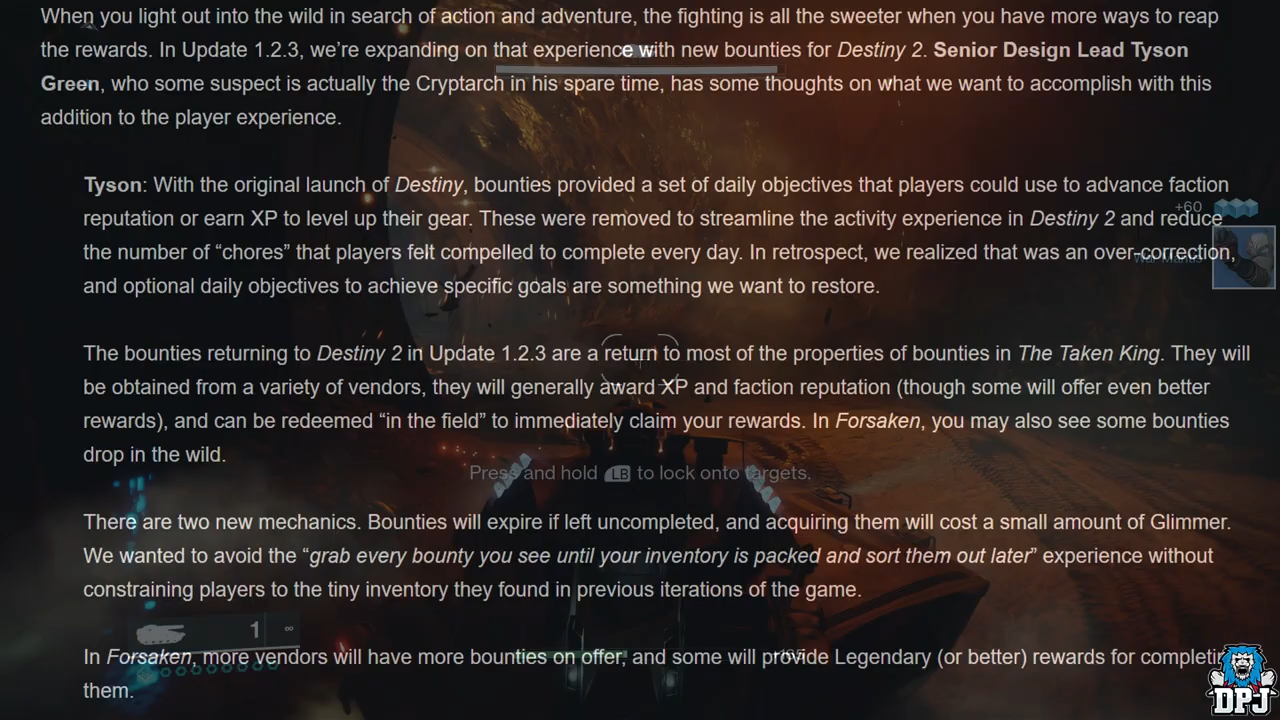 When you light out into the wild in search of action and adventure, the fighting is all the sweeter when you have more ways to reap
the rewards. In Update 1.2.3, we’re expanding on that experience with new bounties for Destiny 2. Senior Design Lead Tyson
Green, who some suspect is actually the Cryptarch in his spare time, has some thoughts on what we want to accomplish with this
addition to the player experience.
Tyson: With the original launch of Destiny, bounties provided a set of daily objectives that players could use to advance faction
+60
reputation or earn XP to level up their gear. These were removed to streamline the activity experience in Destiny 2 and reduce
the number of “chores” that players felt compelled to complete every day. In retrospect, we realized that was an over-correction,
and optional daily objectives to achieve specific goals are something we want to restore.
The bounties returning to Destiny 2 in Update 1.2.3 are a return to most of the properties of bounties in The Taken King. They will
be obtained from a variety of vendors, they will generally award XP and faction reputation (though some will offer even better
rewards), and can be redeemed “in the field” to immediately claim your rewards. In Forsaken, you may also see some bounties
drop in the wild.
Press and hold LB to lock onto targets.
There are two new mechanics. Bounties will expire if left uncompleted, and acquiring them will cost a small amount of Glimmer.
We wanted to avoid the “grab every bounty you see until your inventory is packed and sort them out later” experience without
constraining players to the tiny inventory they found in previous iterations of the game.
1 ∞
In Forsaken, more vendors will have more bounties on offer, and some will provide Legendary (or better) rewards for completin
them.
DPJ